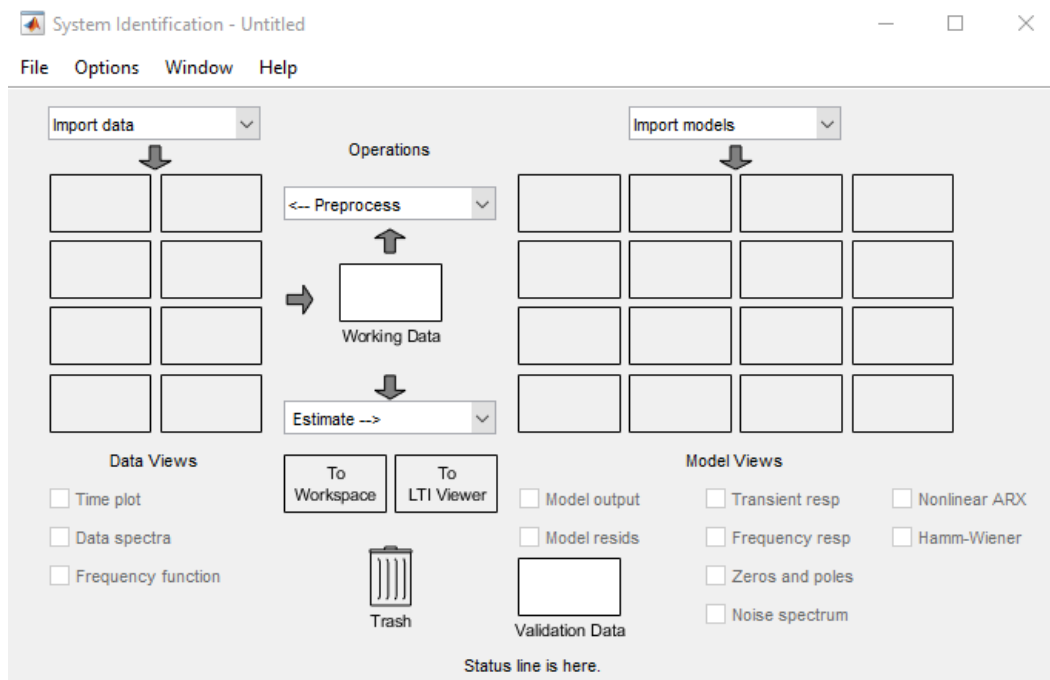 System Identification - Untitled
File Options Window Help
Import data
Import models
Operations
<-- Preprocess
Working Data
Estimate -->
Data Views
To Workspace
To LTI Viewer
Model Views
Time plot
Data spectra
Frequency function
Trash
Model output
Model resids
Validation Data
Transient resp
Frequency resp
Zeros and poles
Noise spectrum
Nonlinear ARX
Hamm-Wiener
Status line is here.